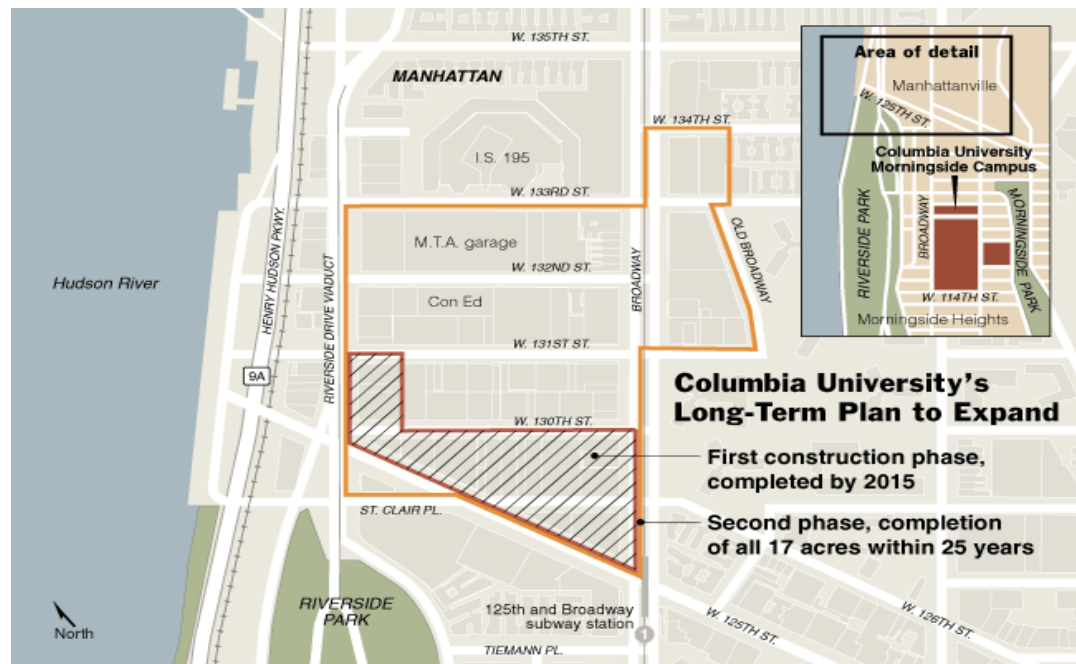 W. 135TH ST.
MANHATTAN
W. 134TH ST.
I.S. 195
W. 133RD ST.
M.T.A. garage
OLD BROADWAY
W. 132ND ST.
BROADWAY
Con Ed
Hudson River
HENRY HUDSON PKWY.
RIVERSIDE DRIVE VIADUCT
W. 131ST ST.
9A
W. 130TH ST.
ST. CLAIR PL.
RIVERSIDE
PARK
125th and Broadway
subway station
1
TIEMANN PL.
W. 125TH ST.
W. 126TH ST.
North
Area of detail
Manhattanville
W. 125TH ST.
Columbia University
Morningside Campus
RIVERSIDE PARK
BROADWAY
MORNINGSIDE PARK
W. 114TH ST.
Morningside Heights
Columbia University's
Long-Term Plan to Expand
First construction phase,
completed by 2015
Second phase, completion
of all 17 acres within 25 years